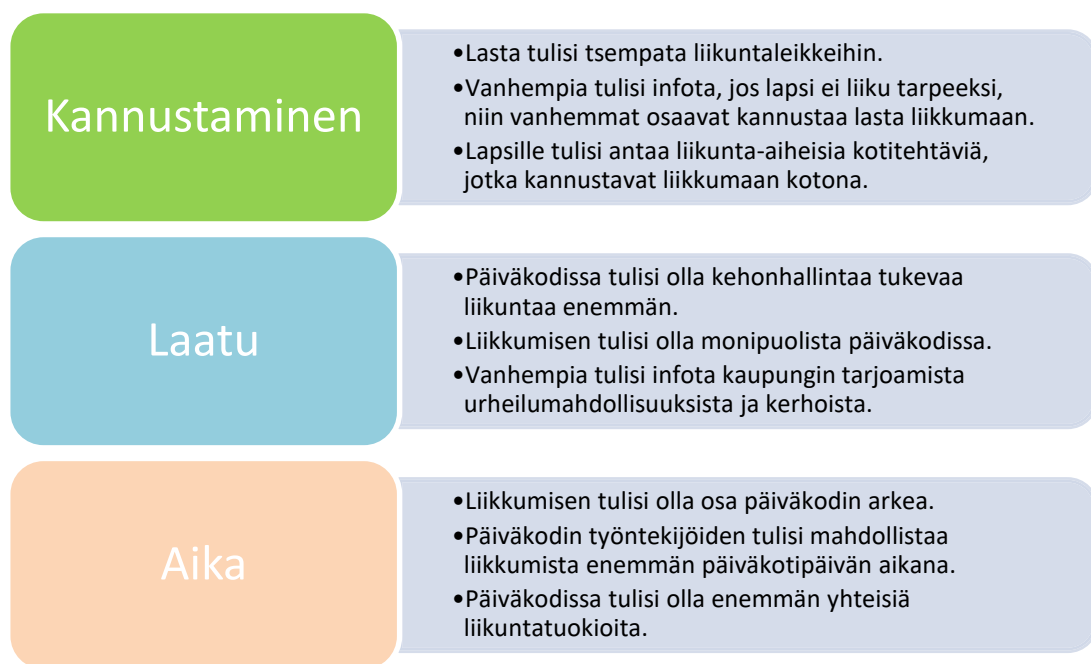 Kannustaminen
•Lasta tulisi tsempata liikuntaleikkeihin.
•Vanhempia tulisi infota, jos lapsi ei liiku tarpeeksi,
niin vanhemmat osaavat kannustaa lasta liikkumaan.
•Lapsille tulisi antaa liikunta-aiheisia kotitehtäviä,
jotka kannustavat liikkumaan kotona.
Laatu
•Päiväkodissa tulisi olla kehonhallintaa tukevaa
liikuntaa enemmän.
•Liikkumisen tulisi olla monipuolista päiväkodissa.
•Vanhempia tulisi infota kaupungin tarjoamista
urheilumahdollisuuksista ja kerhoista.
Aika
•Liikkumisen tulisi olla osa päiväkodin arkea.
•Päiväkodin työntekijöiden tulisi mahdollistaa
liikkumista enemmän päiväkotipäivän aikana.
•Päiväkodissa tulisi olla enemmän yhteisiä
liikuntatuokioita.